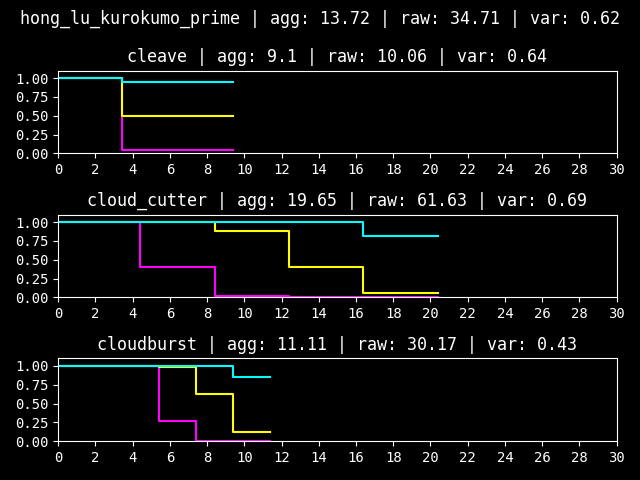 hong_lu_kurokumo_prime | agg: 13.72 | raw: 34.71 | var: 0.62
cleave | agg: 9.1 | raw: 10.06 | var: 0.64
1.00
0.75
0.50
0.25
0.00
0 2 4 6 8 10 12 14 16 18 20 22 24 26 28 30
cloud_cutter | agg: 19.65 | raw: 61.63 | var: 0.69
1.00
0.75
0.50
0.25
0.00
0 2 4 6 8 10 12 14 16 18 20 22 24 26 28 30
cloudburst | agg: 11.11 | raw: 30.17 | var: 0.43
1.00
0.75
0.50
0.25
0.00
0 2 4 6 8 10 12 14 16 18 20 22 24 26 28 30